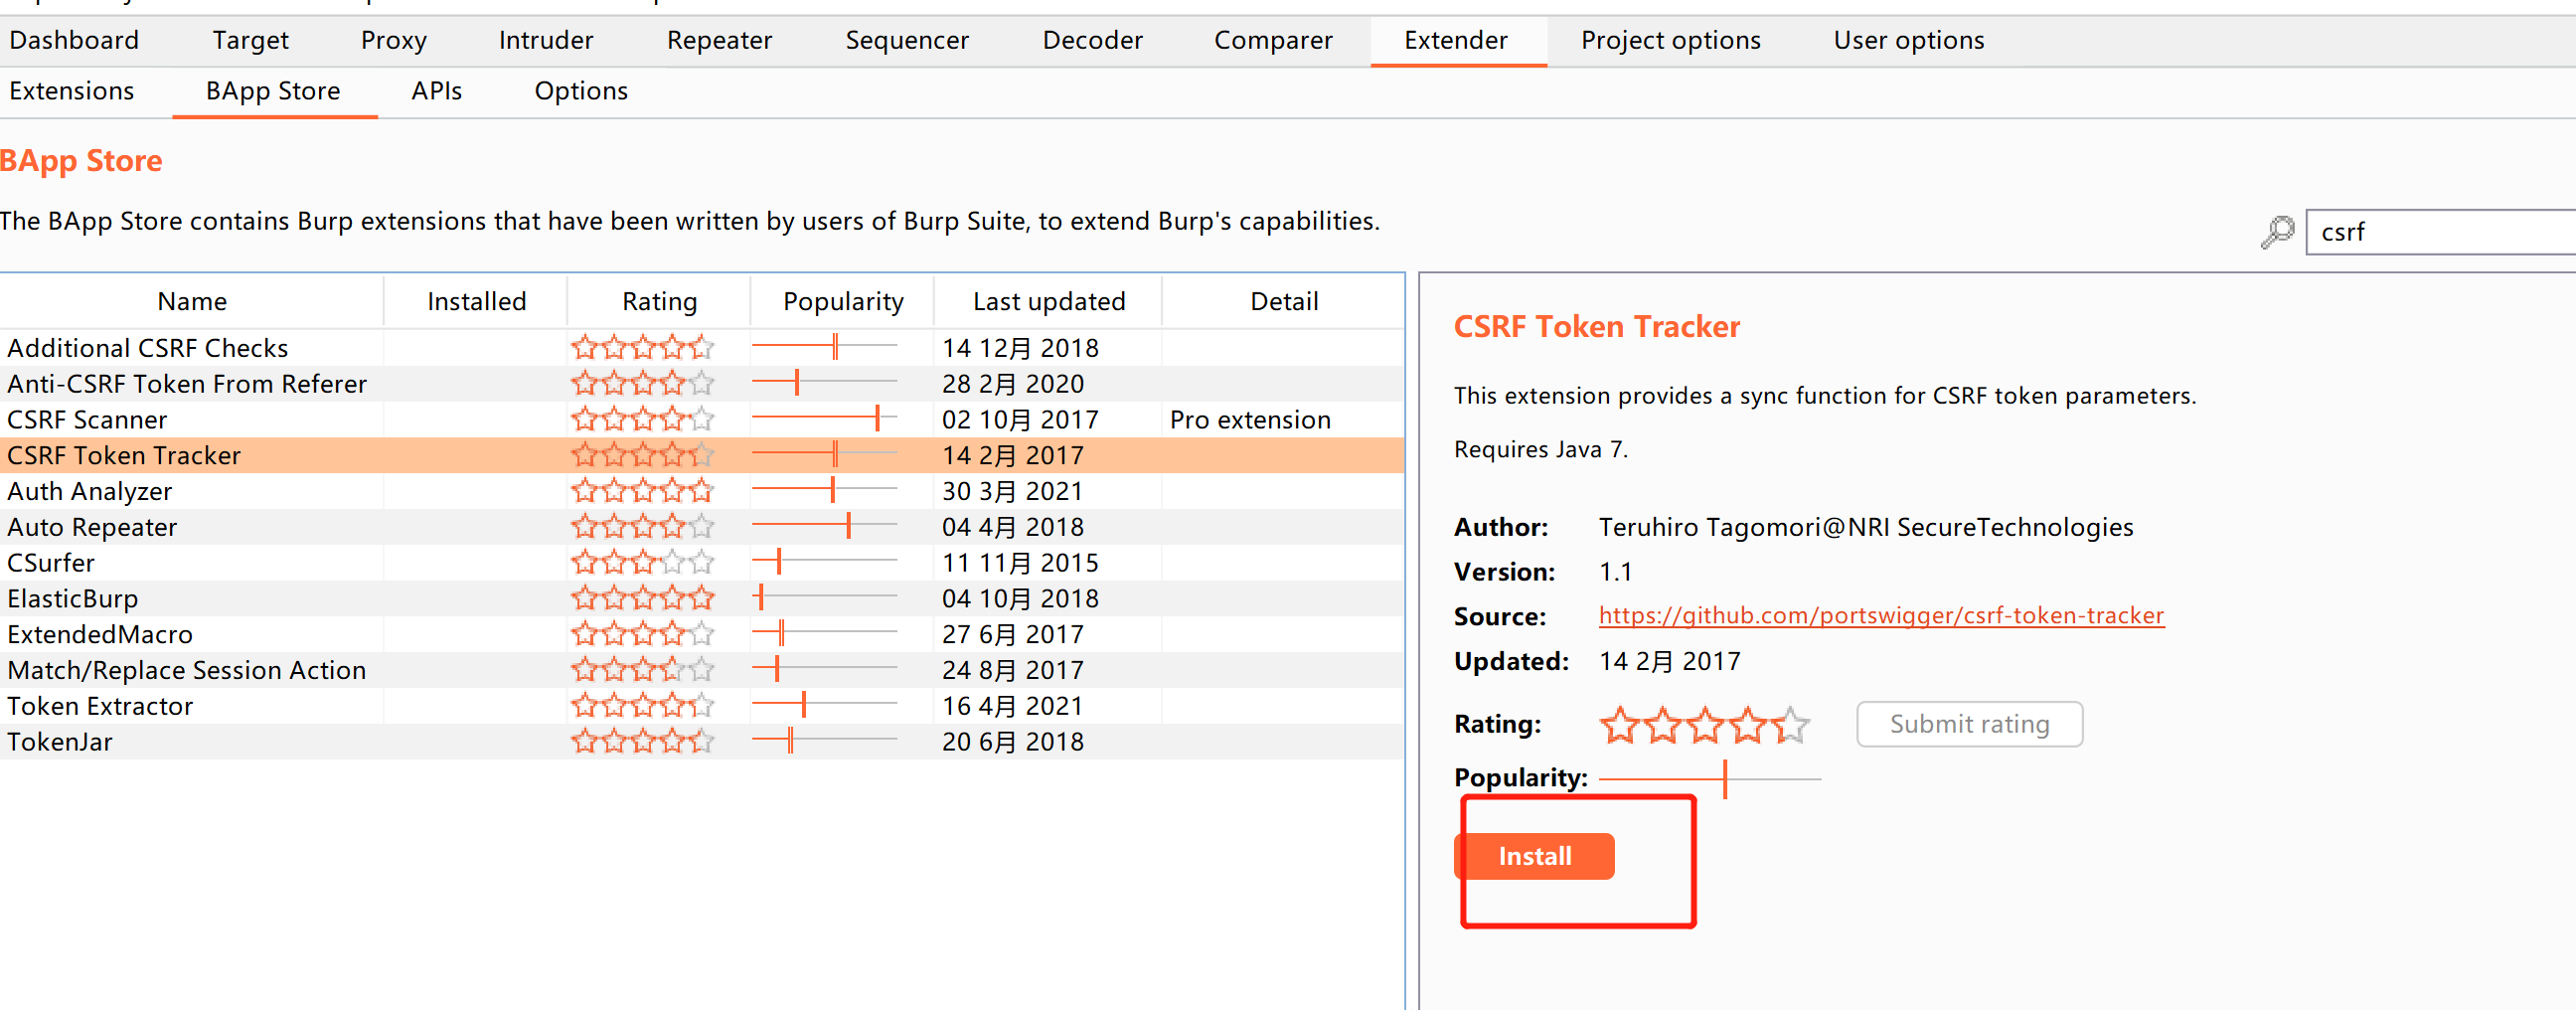 Dashboard Target Proxy Intruder Repeater Sequencer Decoder Comparer Extender Project options User options
Extensions BApp Store APIs Options
BApp Store
The BApp Store contains Burp extensions that have been written by users of Burp Suite, to extend Burp's capabilities.
csrf
Name Installed Rating Popularity Last updated Detail
Additional CSRF Checks 14 12月 2018
Anti-CSRF Token From Referer 28 2月 2020
CSRF Scanner 02 10月 2017 Pro extension
CSRF Token Tracker 14 2月 2017
Auth Analyzer 30 3月 2021
Auto Repeater 04 4月 2018
CSurfer 11 11月 2015
ElasticBurp 04 10月 2018
ExtendedMacro 27 6月 2017
Match/Replace Session Action 24 8月 2017
Token Extractor 16 4月 2021
TokenJar 20 6月 2018
CSRF Token Tracker
This extension provides a sync function for CSRF token parameters.
Requires Java 7.
Author: Teruhiro Tagomori@NRI SecureTechnologies
Version: 1.1
Source: https://github.com/portswigger/csrf-token-tracker
Updated: 14 2月 2017
Rating: Submit rating
Popularity:
Install